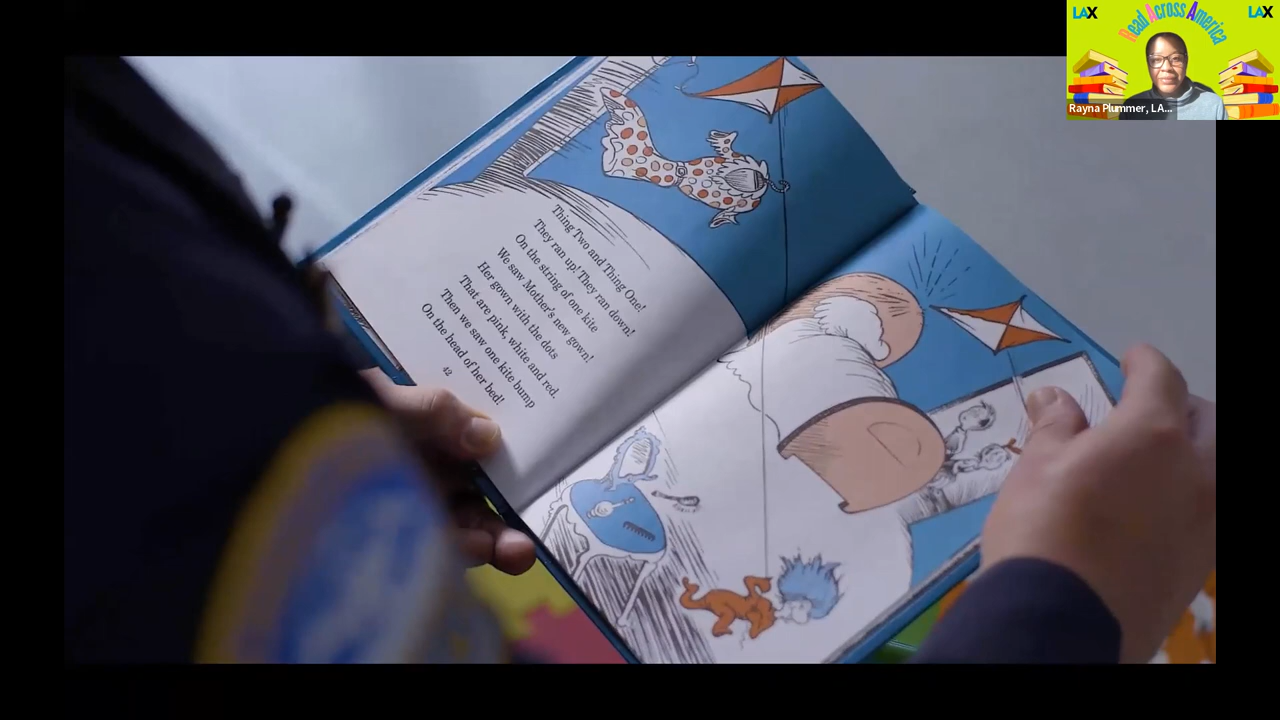 LAX
Read Across America
LAX
Rayna Plummer, LA...
Thing Two and Thing One!
They ran up! They ran down!
On the string of one kite
We saw Mother's new gown!
Her gown with the dots
That are pink, white and red.
Then we saw one kite bump
On the head of her bed!
42